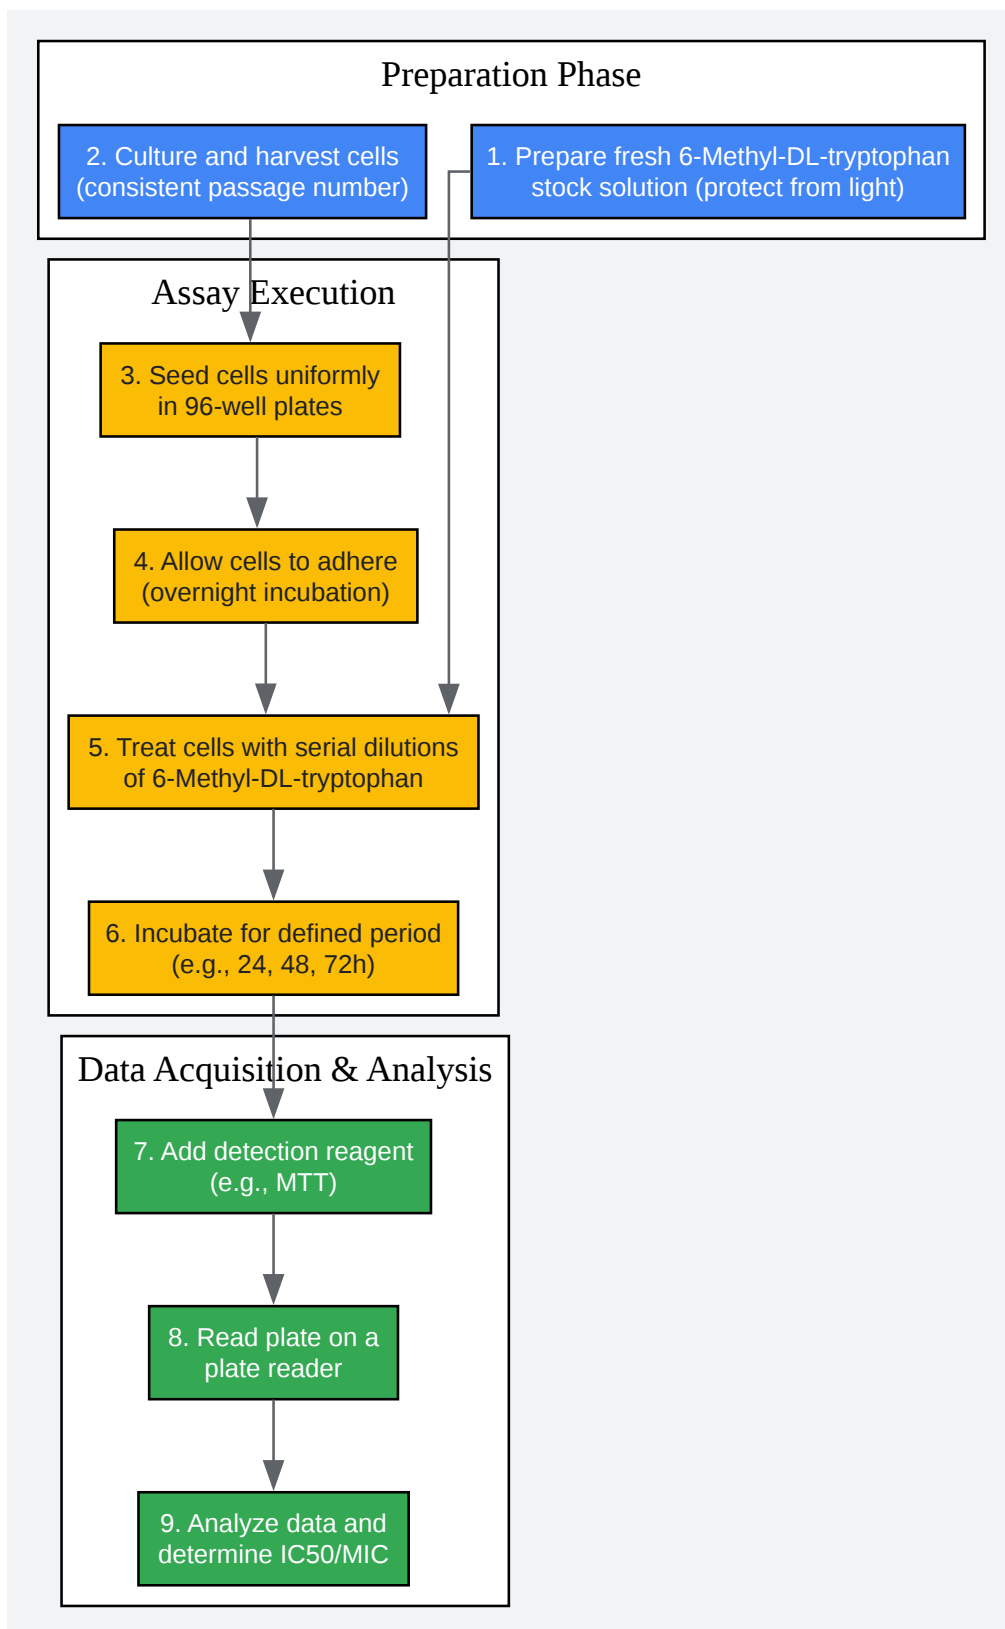 Preparation Phase
2. Culture and harvest cells
(consistent passage number)
1. Prepare fresh 6-Methyl-DL-tryptophan
stock solution (protect from light)
Assay Execution
3. Seed cells uniformly
in 96-well plates
4. Allow cells to adhere
(overnight incubation)
5. Treat cells with serial dilutions
of 6-Methyl-DL-tryptophan
6. Incubate for defined period
(e.g., 24, 48, 72h)
Data Acquisition & Analysis
7. Add detection reagent
(e.g., MTT)
8. Read plate on a
plate reader
9. Analyze data and
determine IC50/MIC